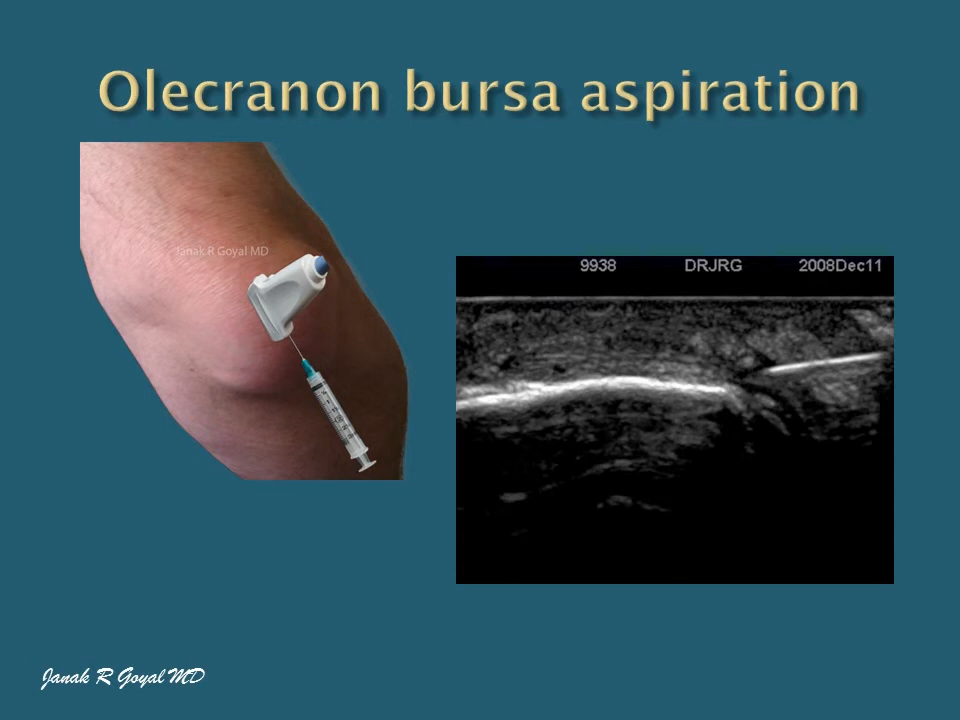 Olecranon bursa aspiration
Janak R Goyal MD
9938 DRJRG 2008Dec11
Janak R Goyal MD